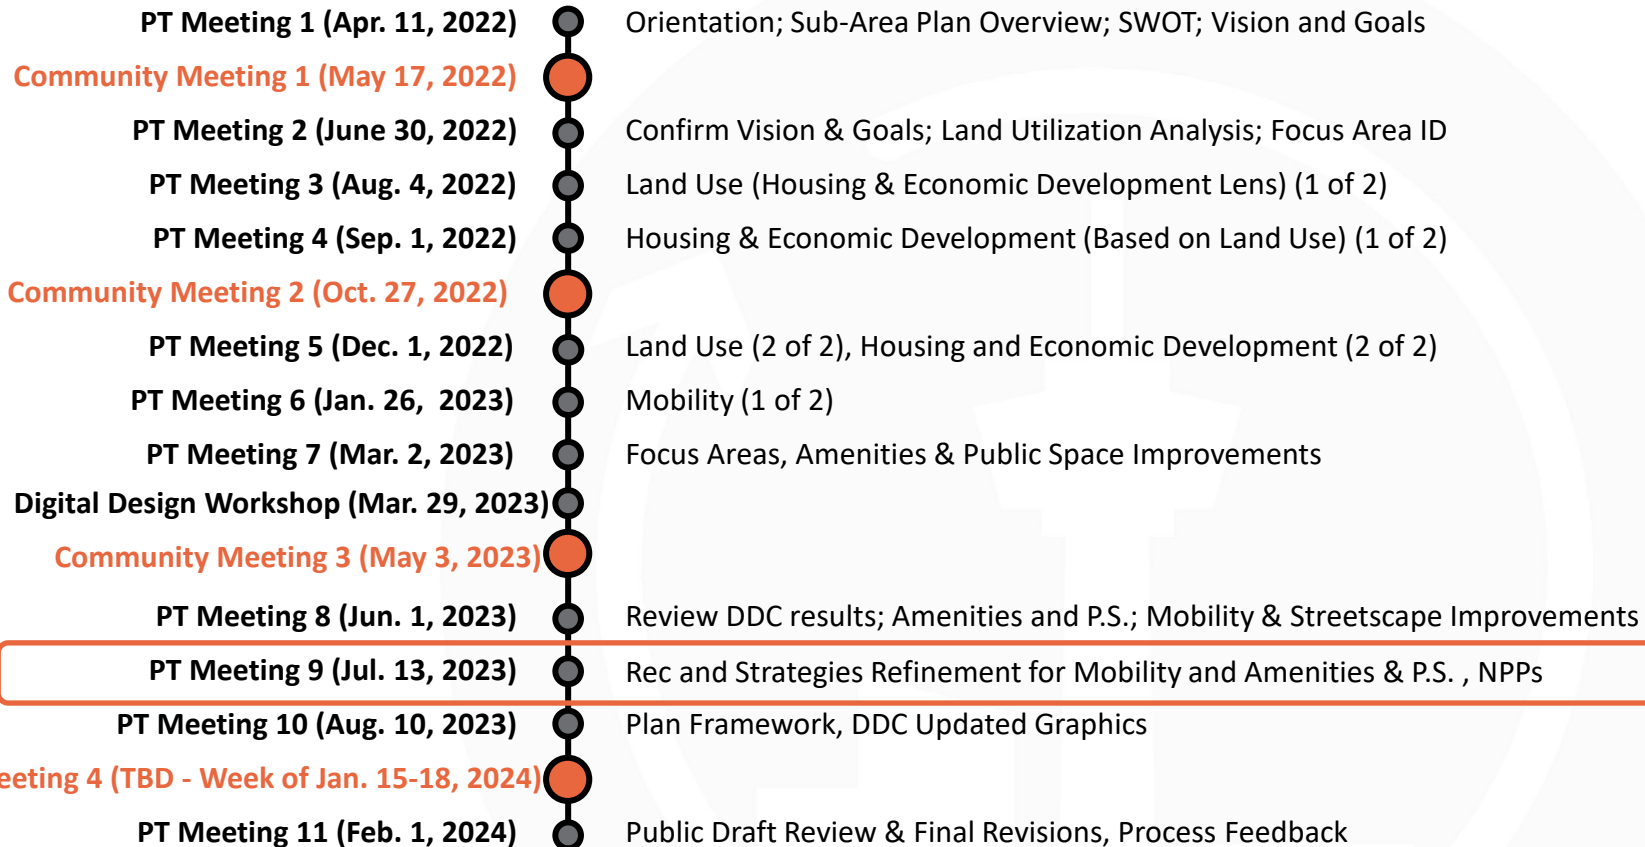 PT Meeting 1 (Apr. 11, 2022) Orientation; Sub-Area Plan Overview; SWOT; Vision and Goals
Community Meeting 1 (May 17, 2022)
PT Meeting 2 (June 30, 2022) Confirm Vision & Goals; Land Utilization Analysis; Focus Area ID
PT Meeting 3 (Aug. 4, 2022) Land Use (Housing & Economic Development Lens) (1 of 2)
PT Meeting 4 (Sep. 1, 2022) Housing & Economic Development (Based on Land Use) (1 of 2)
Community Meeting 2 (Oct. 27, 2022)
PT Meeting 5 (Dec. 1, 2022) Land Use (2 of 2), Housing and Economic Development (2 of 2)
PT Meeting 6 (Jan. 26, 2023) Mobility (1 of 2)
PT Meeting 7 (Mar. 2, 2023) Focus Areas, Amenities & Public Space Improvements
Digital Design Workshop (Mar. 29, 2023)
Community Meeting 3 (May 3, 2023)
PT Meeting 8 (Jun. 1, 2023) Review DDC results; Amenities and P.S.; Mobility & Streetscape Improvements
PT Meeting 9 (Jul. 13, 2023) Rec and Strategies Refinement for Mobility and Amenities & P.S. , NPPs
PT Meeting 10 (Aug. 10, 2023) Plan Framework, DDC Updated Graphics
eeting 4 (TBD - Week of Jan. 15-18, 2024)
PT Meeting 11 (Feb. 1, 2024) Public Draft Review & Final Revisions, Process Feedback